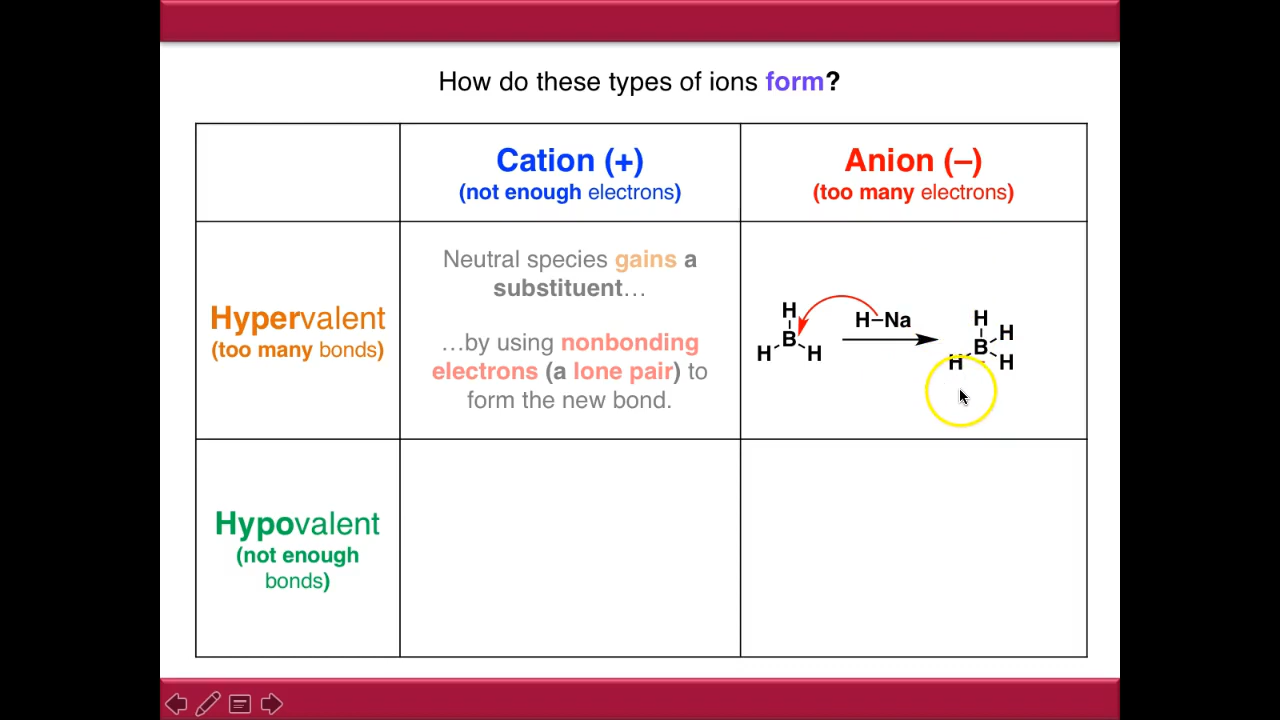 How do these types of ions form?
Cation (+)
(not enough electrons)
Anion (–)
(too many electrons)
Hypervalent
(too many bonds)
Neutral species gains a
substituent…
…by using nonbonding
electrons (a lone pair) to
form the new bond.
H
B
H H
H–Na
H
H
B
H H
Hypovalent
(not enough
bonds)